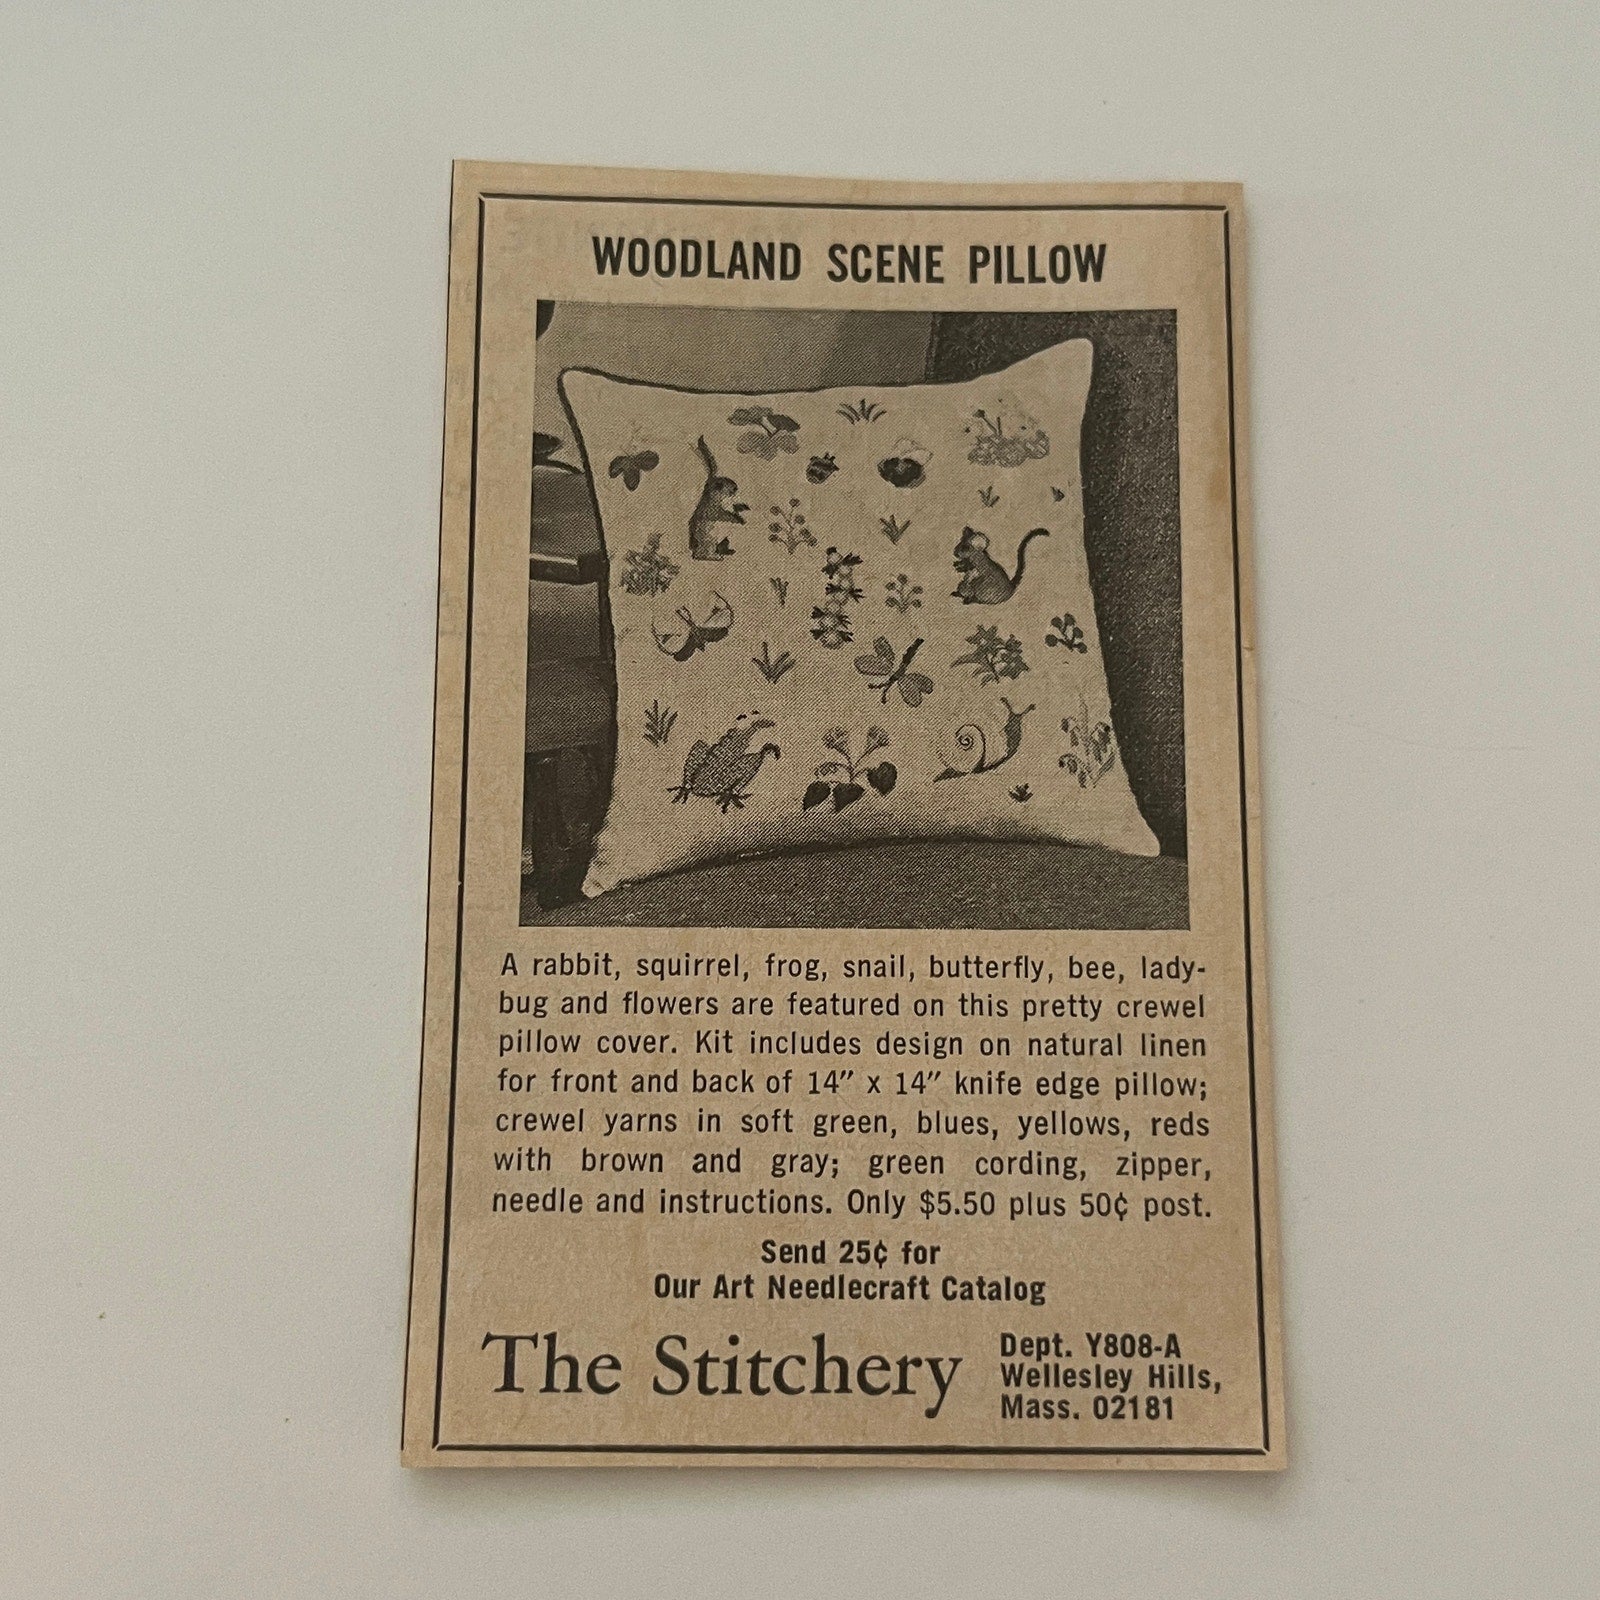 WOODLAND SCENE PILLOW
A rabbit, squirrel, frog, snail, butterfly, bee, lady-
bug and flowers are featured on this pretty crewel
pillow cover. Kit includes design on natural linen
for front and back of 14″ x 14″ knife edge pillow;
crewel yarns in soft green, blues, yellows, reds
with brown and gray; green cording, zipper,
needle and instructions. Only $5.50 plus 50¢ post.
Send 25¢ for
Our Art Needlecraft Catalog
The Stitchery
Dept. Y808-A
Wellesley Hills,
Mass. 02181